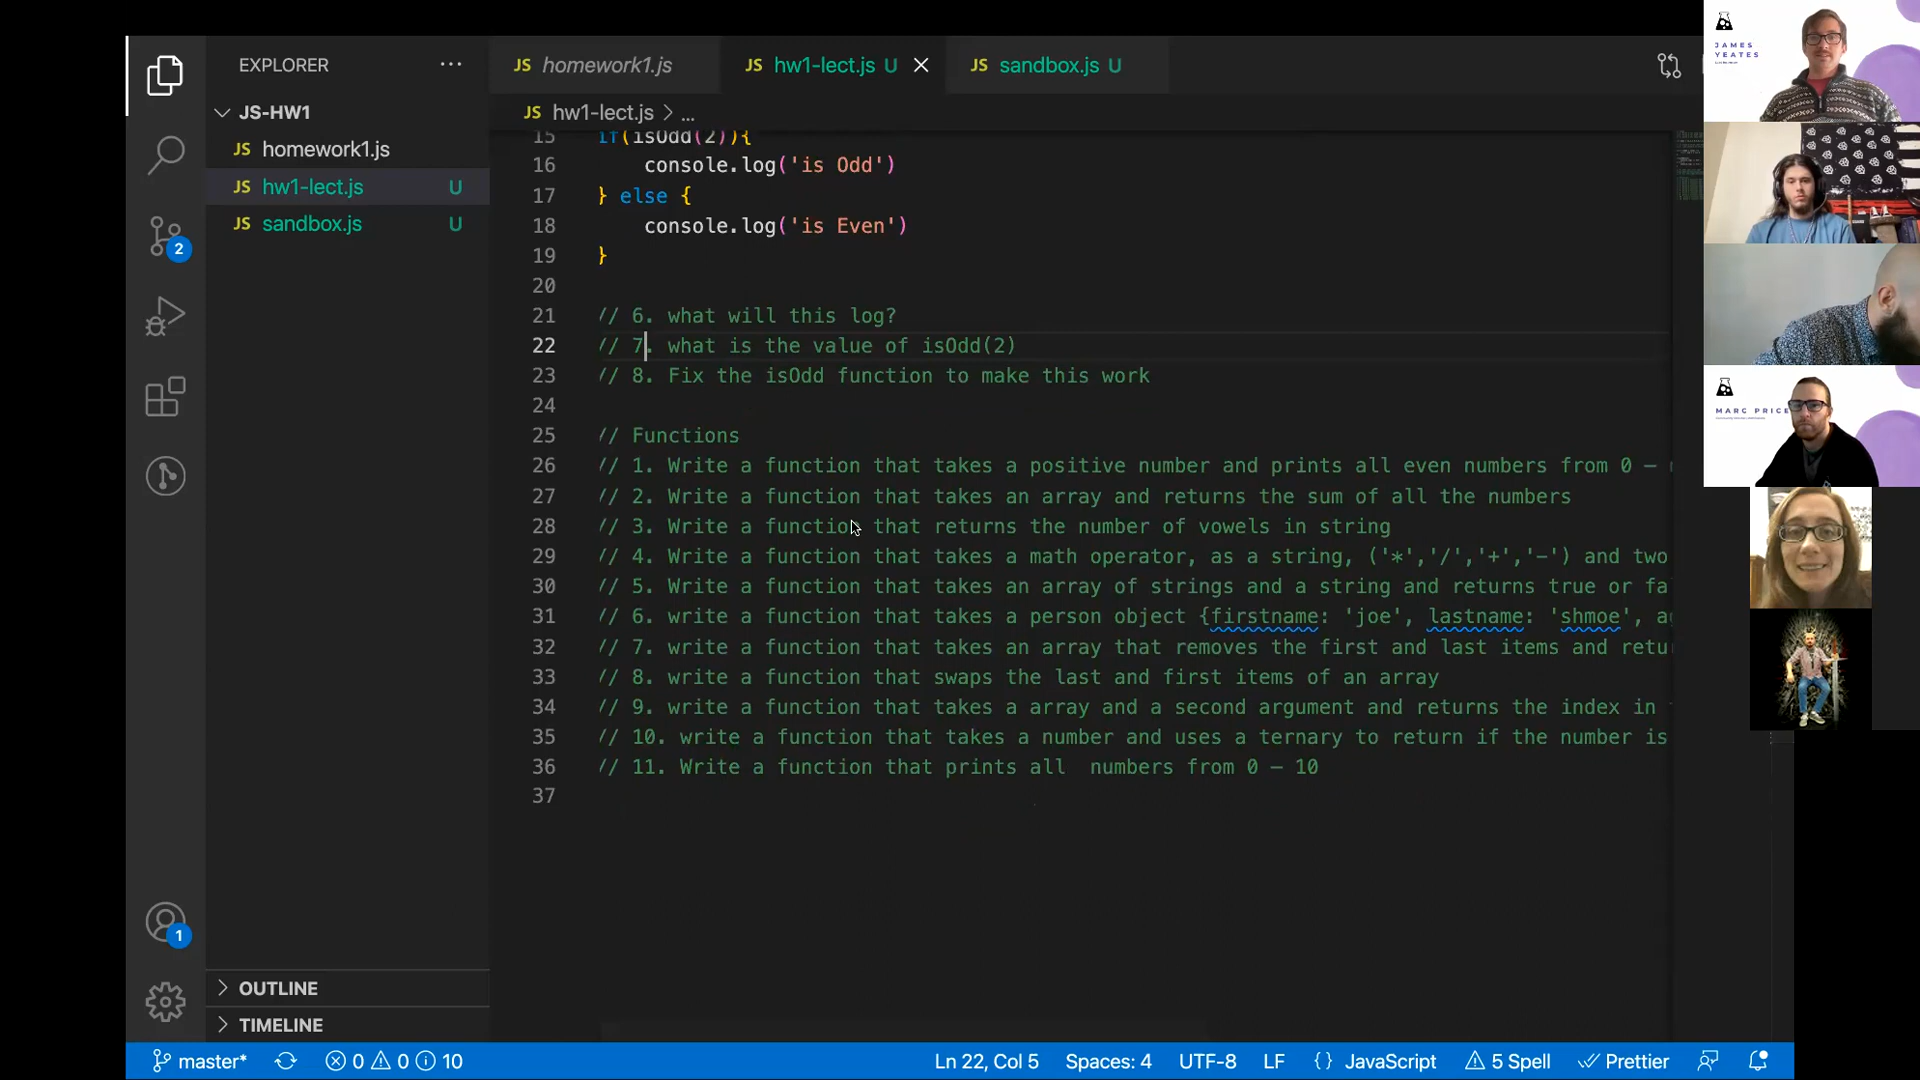 EXPLORER
JS-HW1
JS homework1.js
JS hw1-lect.js U
JS sandbox.js U
2
1
OUTLINE
TIMELINE
JS homework1.js
JS hw1-lect.js U
JS sandbox.js U
JS hw1-lect.js > ...
15 if(isOdd(2)){
16 console.log('is Odd')
17 } else {
18 console.log('is Even')
19 }
20
21 // 6. what will this log?
22 // 7. what is the value of isOdd(2)
23 // 8. Fix the isOdd function to make this work
24
25 // Functions
26 // 1. Write a function that takes a positive number and prints all even numbers from 0 –
27 // 2. Write a function that takes an array and returns the sum of all the numbers
28 // 3. Write a function that returns the number of vowels in string
29 // 4. Write a function that takes a math operator, as a string, ('*','/','+','-') and two
30 // 5. Write a function that takes an array of strings and a string and returns true or fa
31 // 6. write a function that takes a person object {firstname: 'joe', lastname: 'shmoe', a
32 // 7. write a function that takes an array that removes the first and last items and retu
33 // 8. write a function that swaps the last and first items of an array
34 // 9. write a function that takes a array and a second argument and returns the index in
35 // 10. write a function that takes a number and uses a ternary to return if the number is
36 // 11. Write a function that prints all  numbers from 0 – 10
37
master*
0
0
10
Ln 22, Col 5
Spaces: 4
UTF-8
LF
{ } JavaScript
5 Spell
Prettier
JAMES
YEATES
MARC PRICE